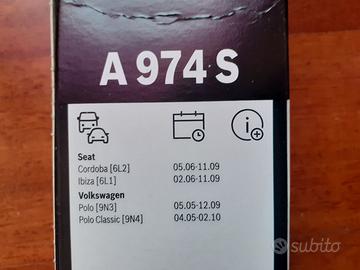 A 974 S
Seat
Cordoba [6L2] 05.06-11.09
Ibiza [6L1] 02.06-11.09
Volkswagen
Polo [9N3] 05.05-12.09
Polo Classic [9N4] 04.05-02.10
subito